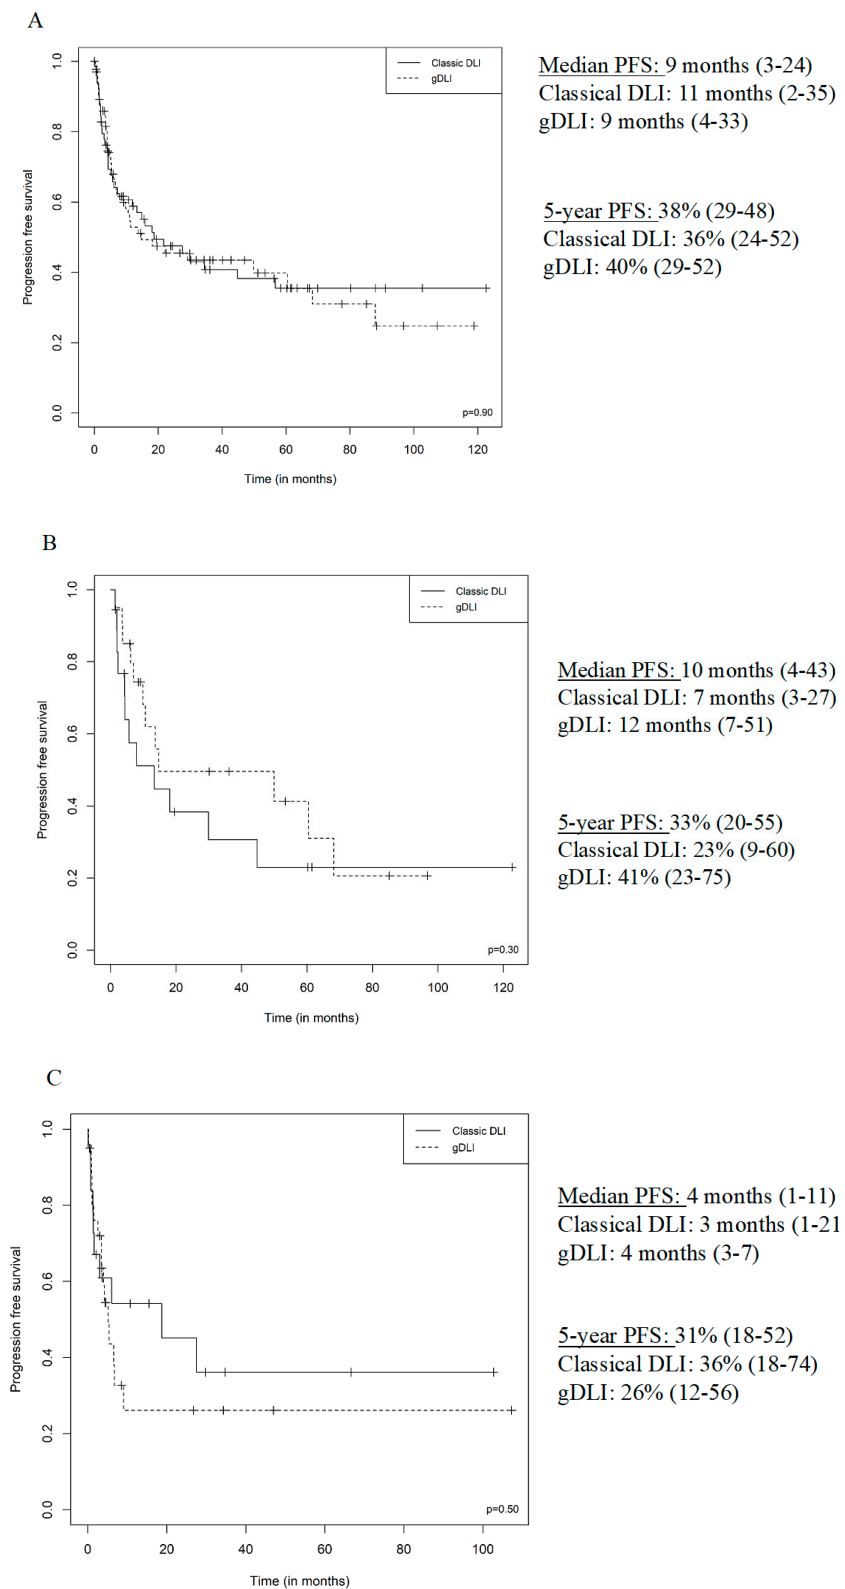 A
Progression free survival
1.0
0.8
0.6
0.4
0.2
0.0
Classic DLI
gDLI
p=0.90
0 20 40 60 80 100 120
Time (in months)
Median PFS: 9 months (3-24)
Classical DLI: 11 months (2-35)
gDLI: 9 months (4-33)
5-year PFS: 38% (29-48)
Classical DLI: 36% (24-52)
gDLI: 40% (29-52)
B
Progression free survival
1.0
0.8
0.6
0.4
0.2
0.0
Classic DLI
gDLI
p=0.30
0 20 40 60 80 100 120
Time (in months)
Median PFS: 10 months (4-43)
Classical DLI: 7 months (3-27)
gDLI: 12 months (7-51)
5-year PFS: 33% (20-55)
Classical DLI: 23% (9-60)
gDLI: 41% (23-75)
C
Progression free survival
1.0
0.8
0.6
0.4
0.2
0.0
Classic DLI
gDLI
p=0.50
0 20 40 60 80 100
Time (in months)
Median PFS: 4 months (1-11)
Classical DLI: 3 months (1-21
gDLI: 4 months (3-7)
5-year PFS: 31% (18-52)
Classical DLI: 36% (18-74)
gDLI: 26% (12-56)